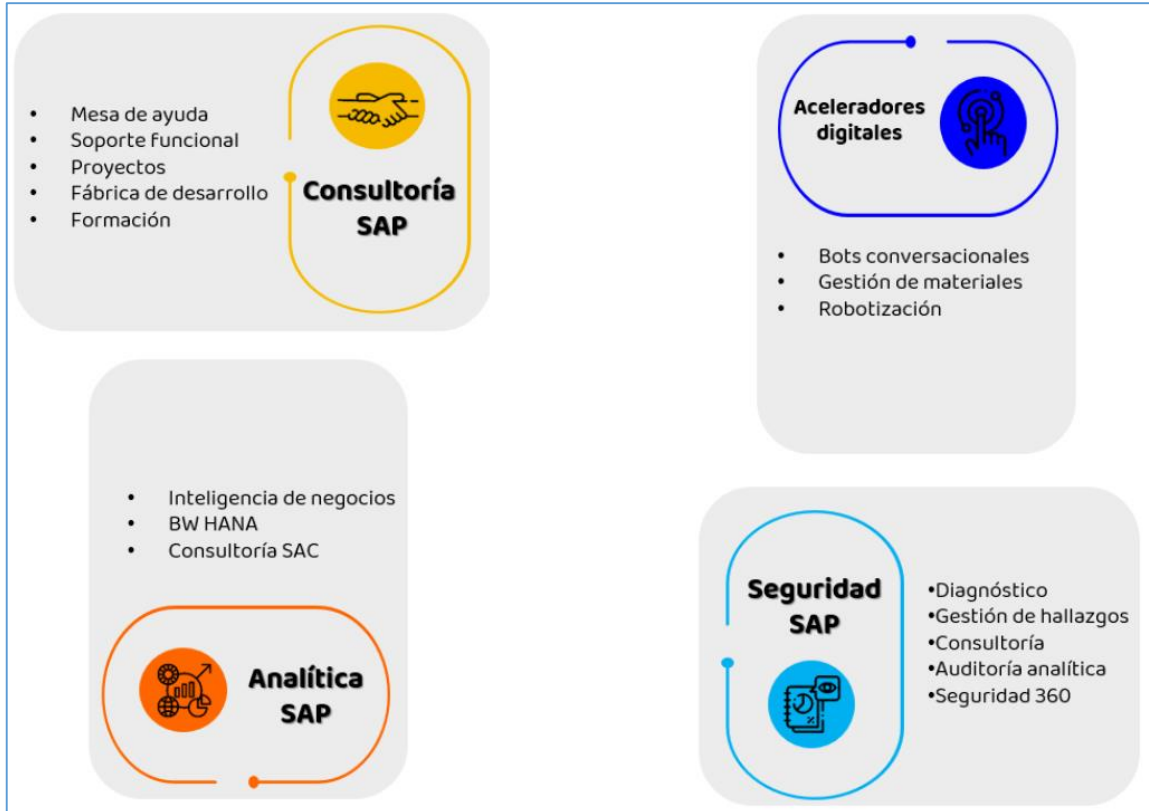 • Mesa de ayuda
• Soporte funcional
• Proyectos
• Fábrica de desarrollo
• Formación
Consultoría
SAP
Aceleradores
digitales
• Bots conversacionales
• Gestión de materiales
• Robotización
• Inteligencia de negocios
• BW HANA
• Consultoría SAC
Analítica
SAP
Seguridad
SAP
•Diagnóstico
•Gestión de hallazgos
•Consultoría
•Auditoría analítica
•Seguridad 360